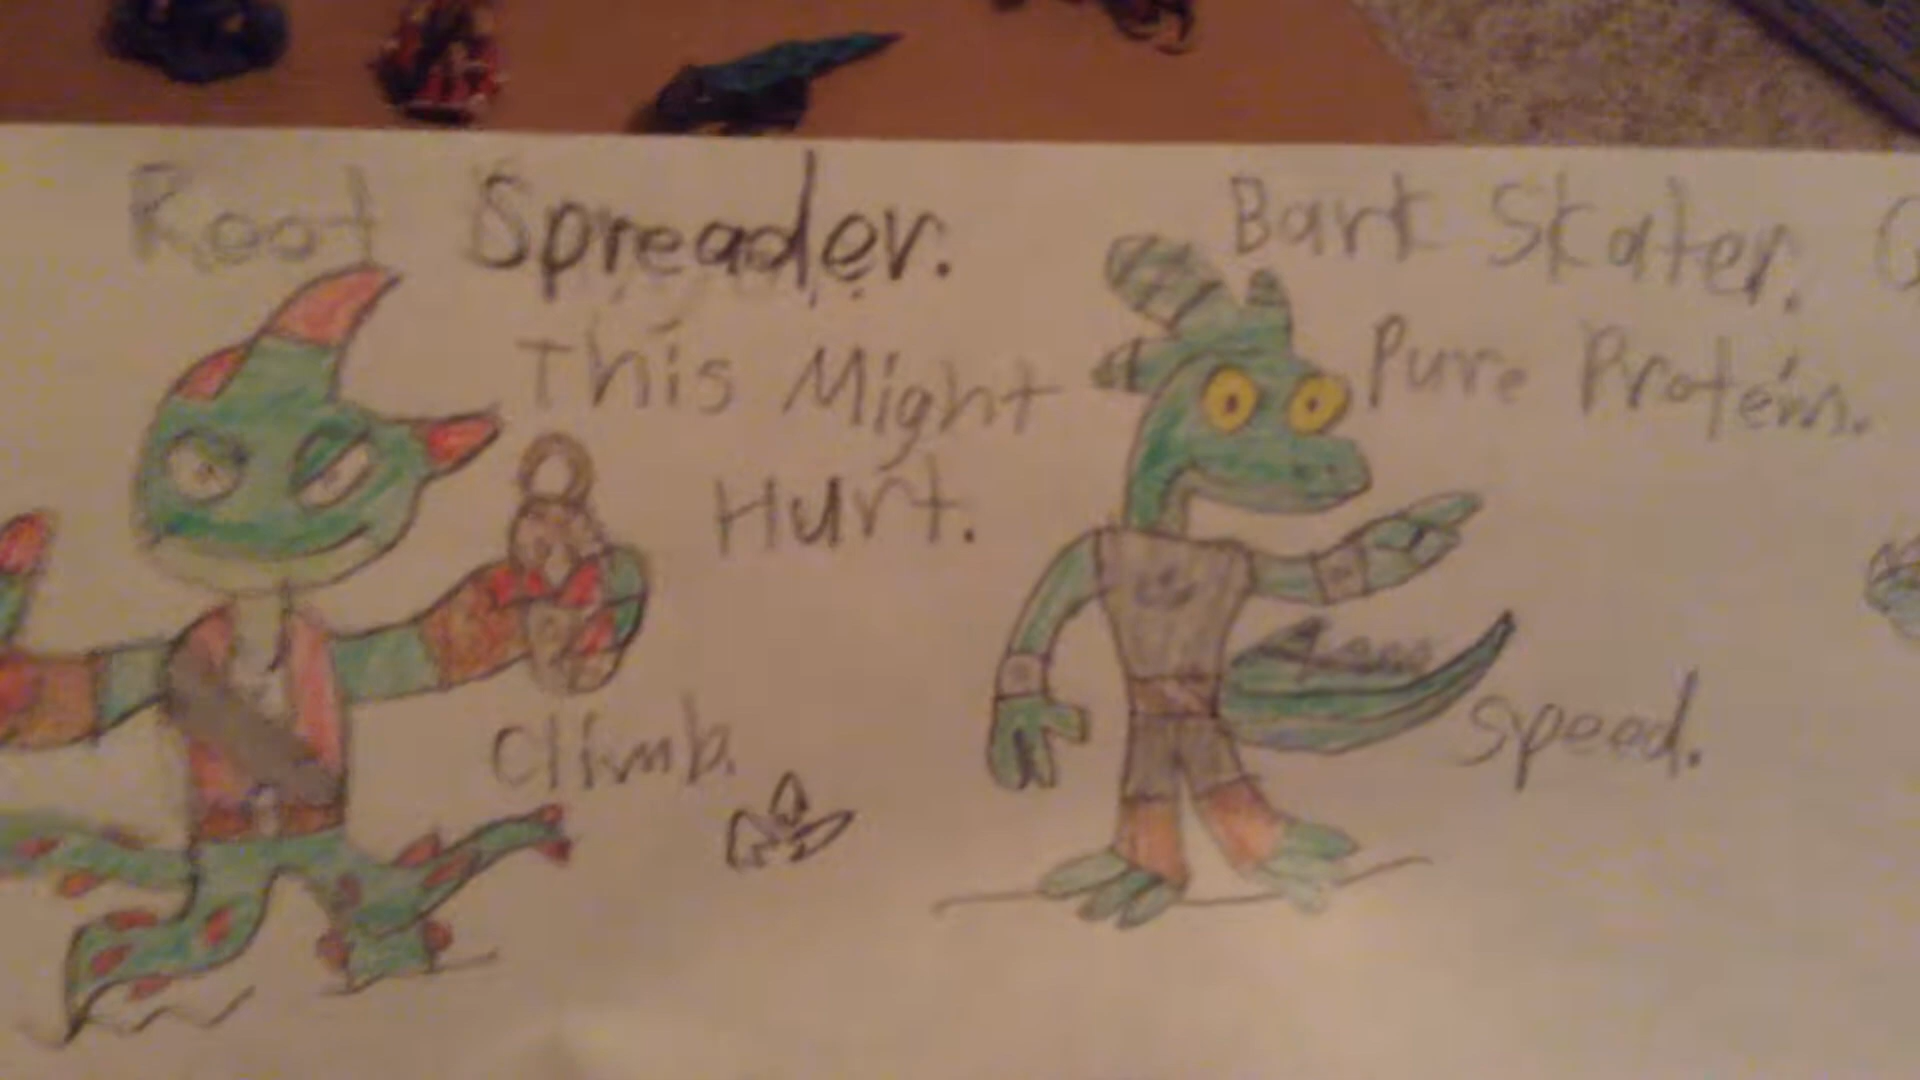 Root Spreader.
This Might
Hurt.
Climb.
Bark Skater.
Pure Protein.
Speed.